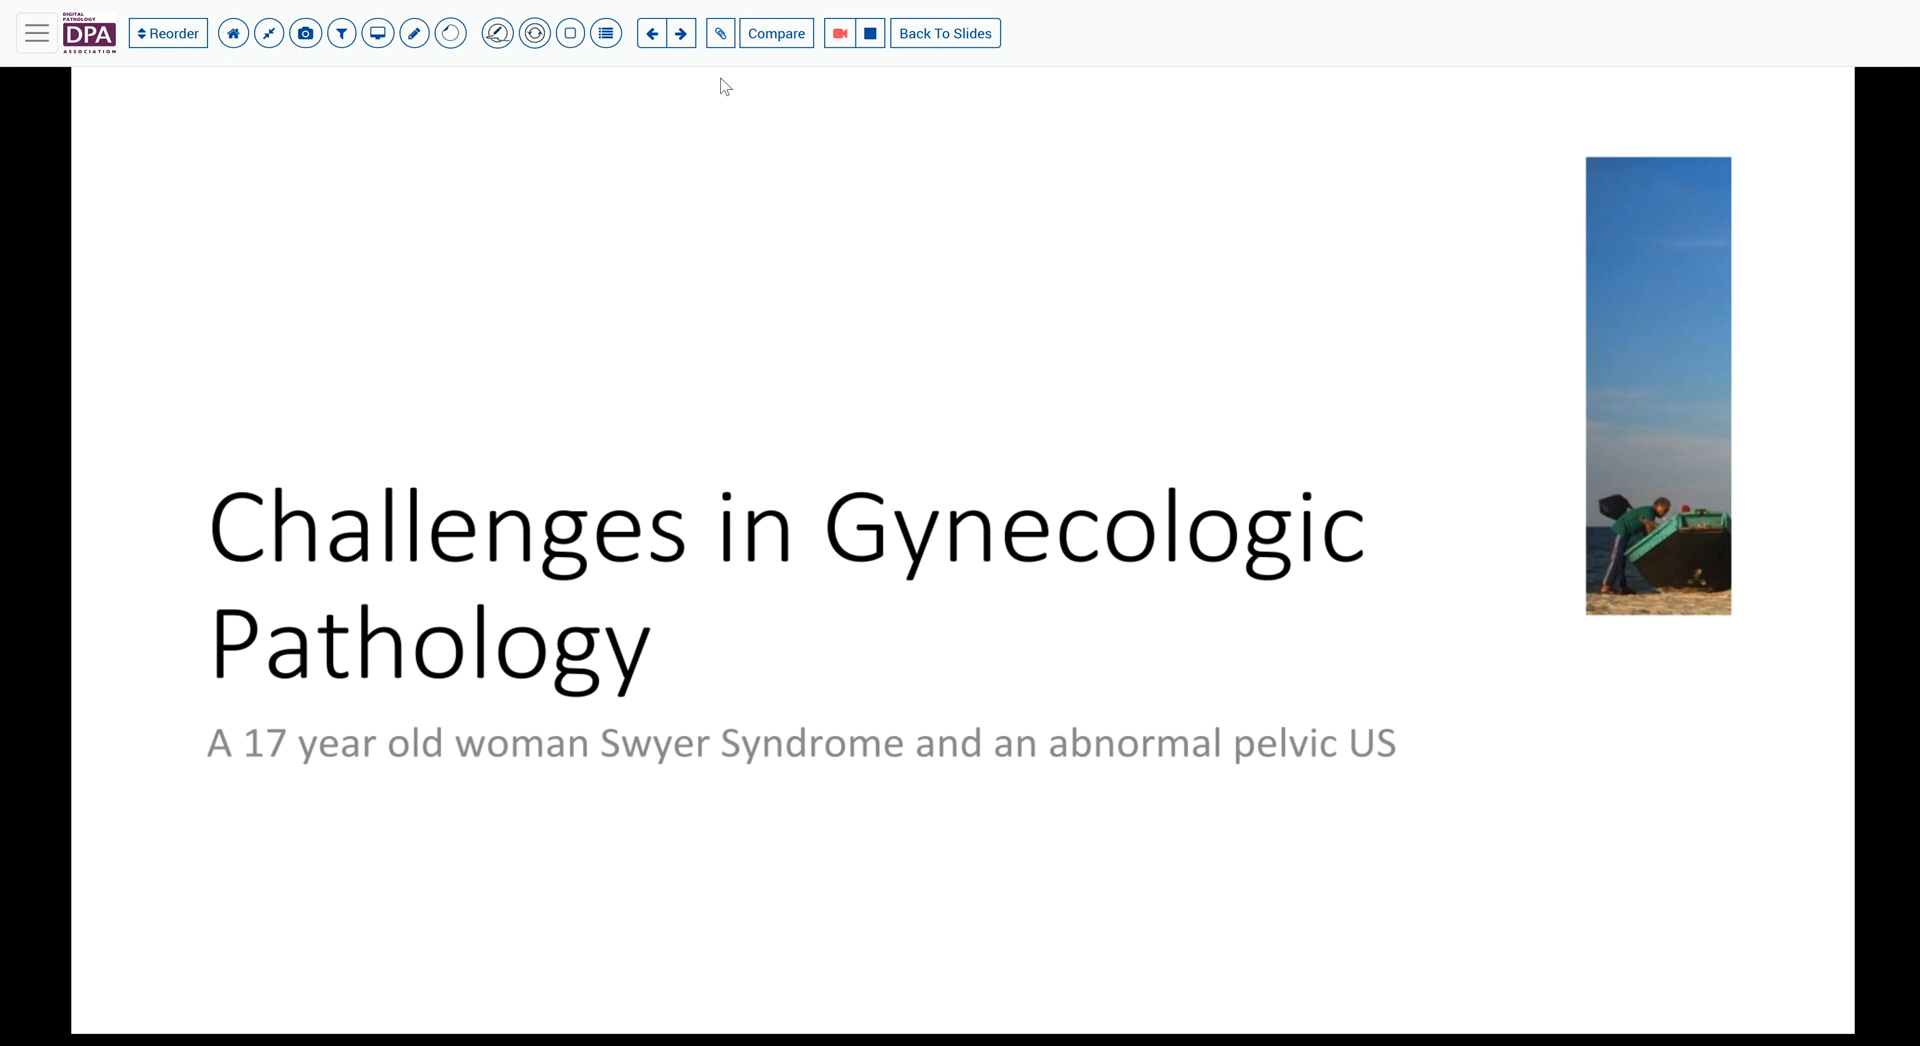 DIGITAL
PATHOLOGY
DPA
ASSOCIATION
Reorder
Compare
Back To Slides
Challenges in Gynecologic
Pathology
A 17 year old woman Swyer Syndrome and an abnormal pelvic US